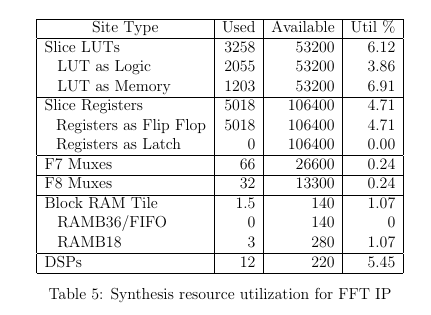 Site Type Used Available Util %
Slice LUTs 3258 53200 6.12
LUT as Logic 2055 53200 3.86
LUT as Memory 1203 53200 6.91
Slice Registers 5018 106400 4.71
Registers as Flip Flop 5018 106400 4.71
Registers as Latch 0 106400 0.00
F7 Muxes 66 26600 0.24
F8 Muxes 32 13300 0.24
Block RAM Tile 1.5 140 1.07
RAMB36/FIFO 0 140 0
RAMB18 3 280 1.07
DSPs 12 220 5.45
Table 5: Synthesis resource utilization for FFT IP